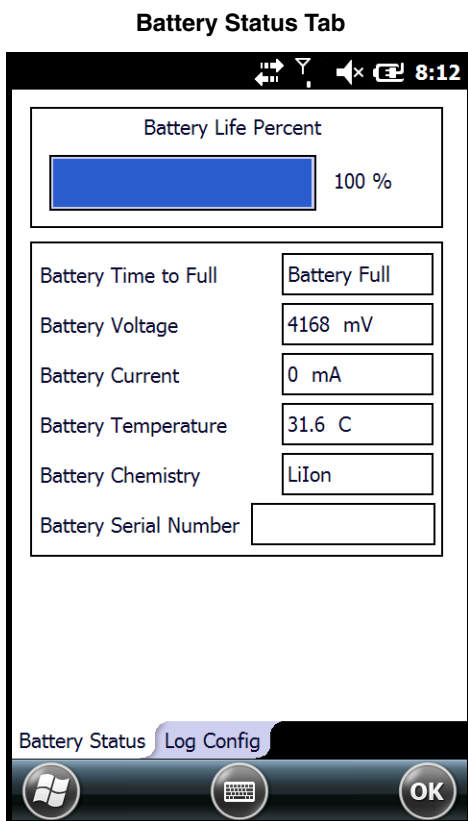 Battery Status Tab
8:12
Battery Life Percent
100 %
Battery Time to Full Battery Full
Battery Voltage 4168 mV
Battery Current 0 mA
Battery Temperature 31.6 C
Battery Chemistry LiIon
Battery Serial Number
Battery Status Log Config
OK